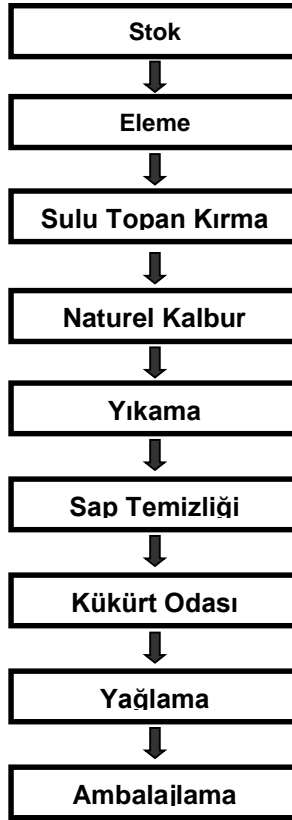 Stok
Eleme
Sulu Topan Kırma
Naturel Kalbur
Yıkama
Sap Temizliği
Kükürt Odası
Yağlama
Ambalajlama